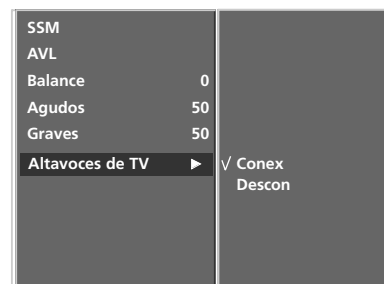 SSM
AVL
Balance 0
Agudos 50
Graves 50
Altavoces de TV ► √ Conex
Descon